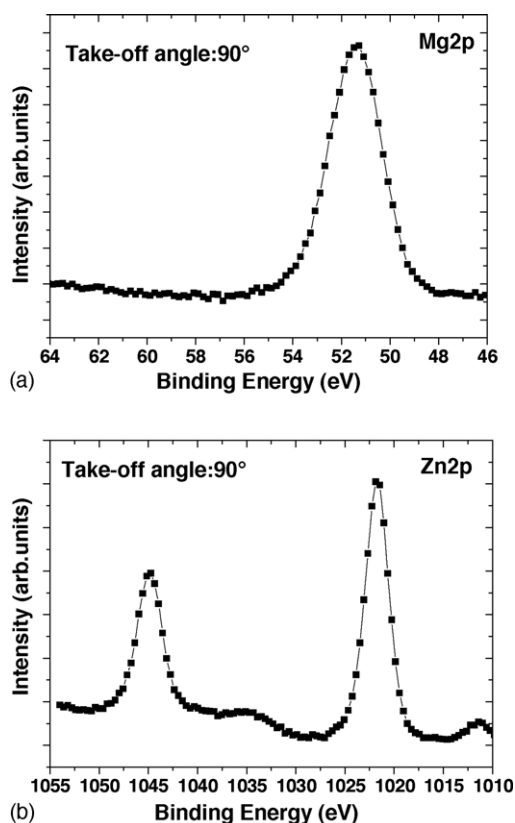 Take-off angle:90°
Mg2p
Intensity (arb.units)
64 62 60 58 56 54 52 50 48 46
(a)
Binding Energy (eV)
Take-off angle:90°
Zn2p
Intensity (arb.units)
1055 1050 1045 1040 1035 1030 1025 1020 1015 1010
(b)
Binding Energy (eV)